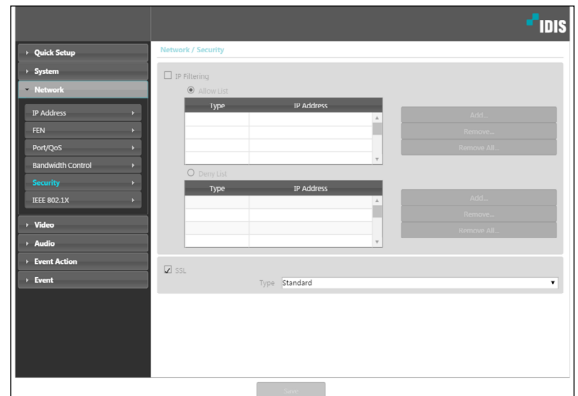 IDIS
Quick Setup
System
Network
IP Address
FEN
Port/QoS
Bandwidth Control
Security
IEEE 802.1X
Video
Audio
Event Action
Event
Network / Security
IP Filtering
Allow List
Type IP Address
Add...
Remove...
Remove All...
Deny List
Type IP Address
Add...
Remove...
Remove All...
SSL
Type Standard
Save